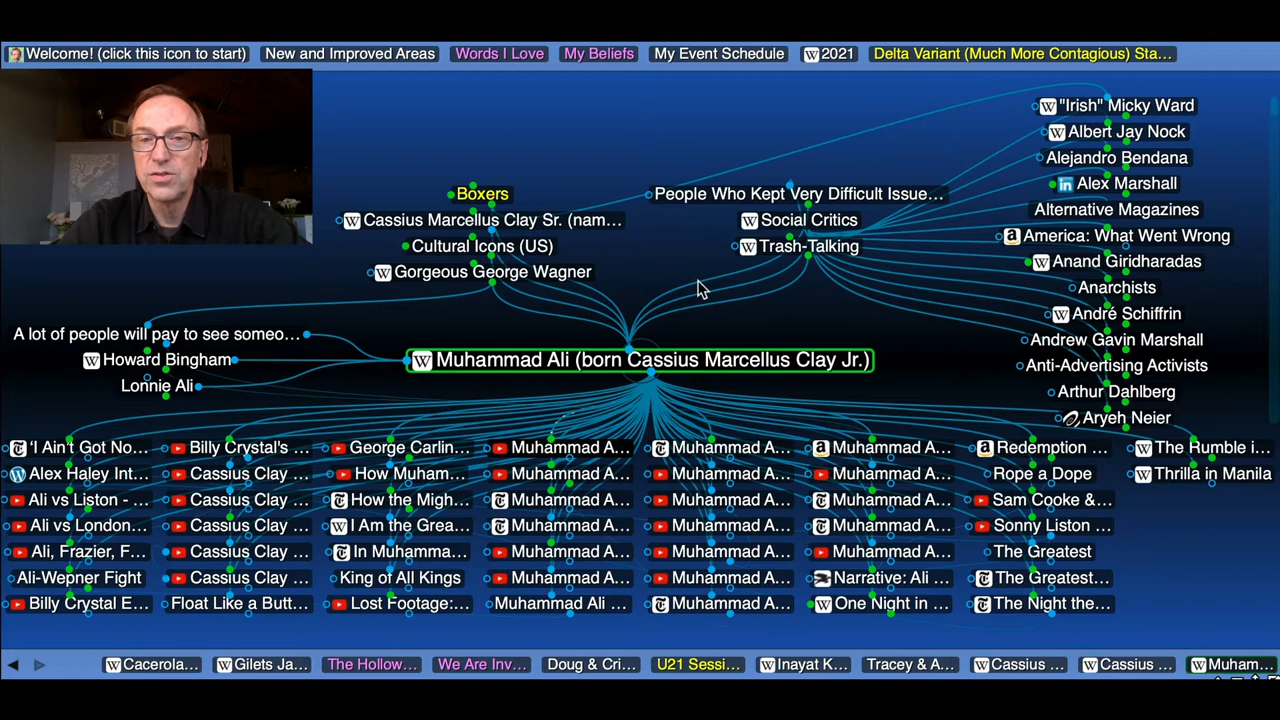 Welcome! (click this icon to start) New and Improved Areas Words I Love My Beliefs My Event Schedule 2021 Delta Variant (Much More Contagious) Sta...
Boxers
Cassius Marcellus Clay Sr. (nam...
Cultural Icons (US)
Gorgeous George Wagner
People Who Kept Very Difficult Issue...
Social Critics
Trash-Talking
"Irish" Micky Ward
Albert Jay Nock
Alejandro Bendana
Alex Marshall
Alternative Magazines
America: What Went Wrong
Anand Giridharadas
Anarchists
André Schiffrin
Andrew Gavin Marshall
Anti-Advertising Activists
Arthur Dahlberg
Aryeh Neier
A lot of people will pay to see someo...
Howard Bingham
Lonnie Ali
Muhammad Ali (born Cassius Marcellus Clay Jr.)
'I Ain't Got No...
Alex Haley Int...
Ali vs Liston - ...
Ali vs London...
Ali, Frazier, F...
Ali-Wepner Fight
Billy Crystal E...
Billy Crystal's ...
Cassius Clay ...
Cassius Clay ...
Cassius Clay ...
Cassius Clay ...
Cassius Clay ...
Float Like a Butt...
George Carlin...
How Muham...
How the Migh...
I Am the Grea...
In Muhamma...
King of All Kings
Lost Footage:...
Muhammad A...
Muhammad A...
Muhammad A...
Muhammad A...
Muhammad A...
Muhammad A...
Muhammad Ali ...
Muhammad A...
Muhammad A...
Muhammad A...
Muhammad A...
Muhammad A...
Muhammad A...
Muhammad A...
Muhammad A...
Muhammad A...
Muhammad A...
Muhammad A...
Muhammad A...
Narrative: Ali ...
One Night in ...
Redemption ...
Rope a Dope
Sam Cooke &...
Sonny Liston ...
The Greatest
The Greatest...
The Night the...
The Rumble i...
Thrilla in Manila
Cacerola... Gilets Ja... The Hollow... We Are Inv... Doug & Cri... U21 Sessi... Inayat K... Tracey & A... Cassius ... Cassius ... Muham...